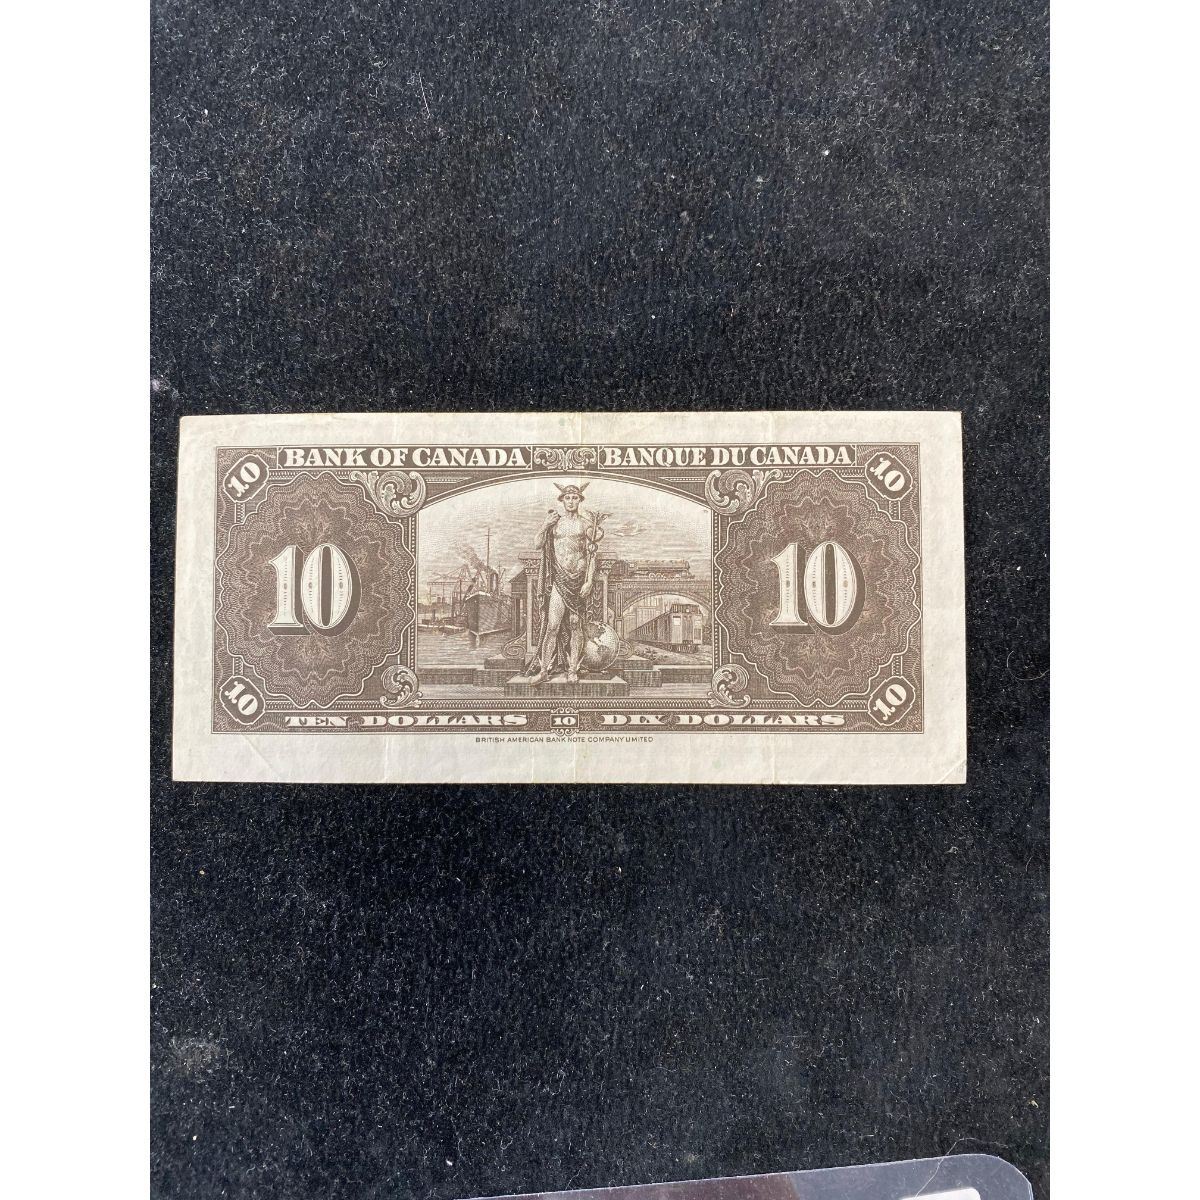 10 BANK OF CANADA BANQUE DU CANADA 10
10 10
10 TEN DOLLARS 10 DIX DOLLARS 10
BRITISH AMERICAN BANK NOTE COMPANY LIMITED